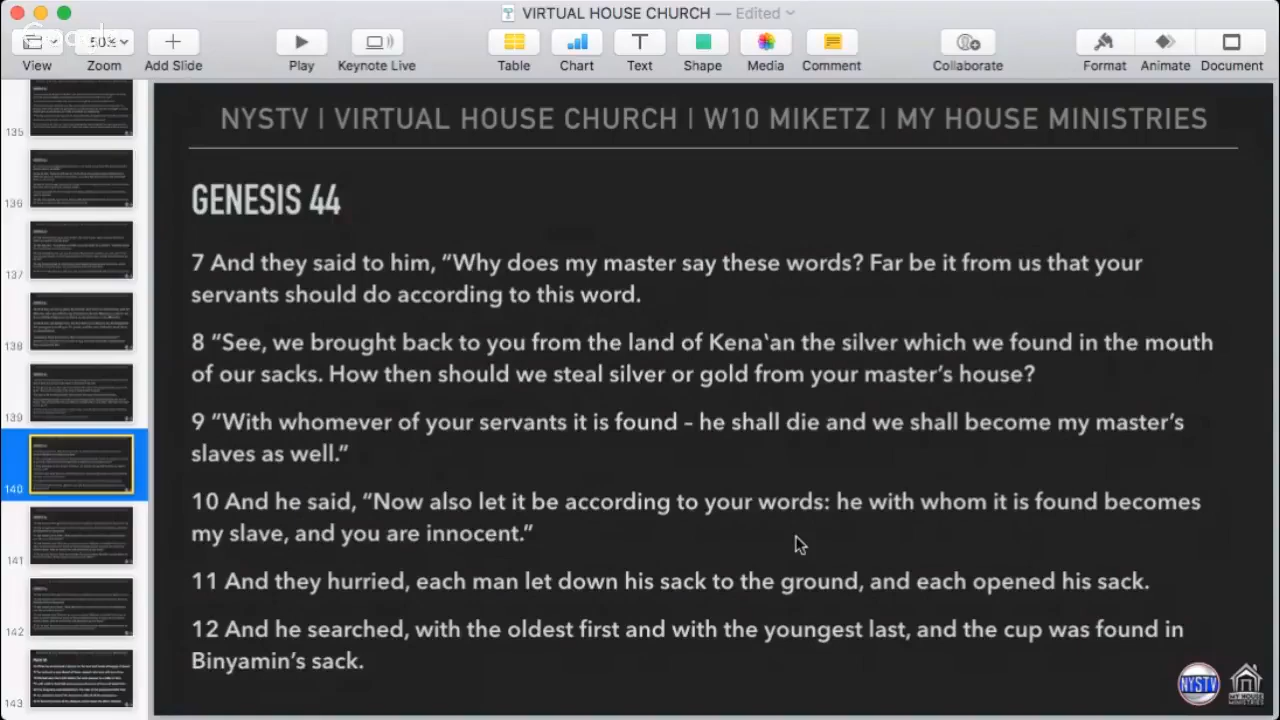 VIRTUAL HOUSE CHURCH — Edited
View
Zoom
Add Slide
Play
Keynote Live
Table
Chart
Text
Shape
Media
Comment
Collaborate
Format
Animate
Document
HOUSE CHURCH
HOUSE MINISTRIES
GENESIS 44
7 And they said to him, “Why does my master say these words? Far be it from us that your
servants should do according to this word.
8 “See, we brought back to you from the land of Kena‛an the silver which we found in the mouth
of our sacks. How then should we steal silver or gold from your master’s house?
9 “With whomever of your servants it is found – he shall die and we shall become my master’s
slaves as well.”
10 And he said, “Now also let it be according to your words: he with whom it is found becomes
my slave, and you are innocent.”
11 And they hurried, each man let down his sack to the ground, and each opened his sack.
12 And he searched, with the oldest first and with the youngest last, and the cup was found in
Binyamin’s sack.
135
136
137
138
139
140
141
142
143
NYSTV
MY HOUSE
MINISTRIES